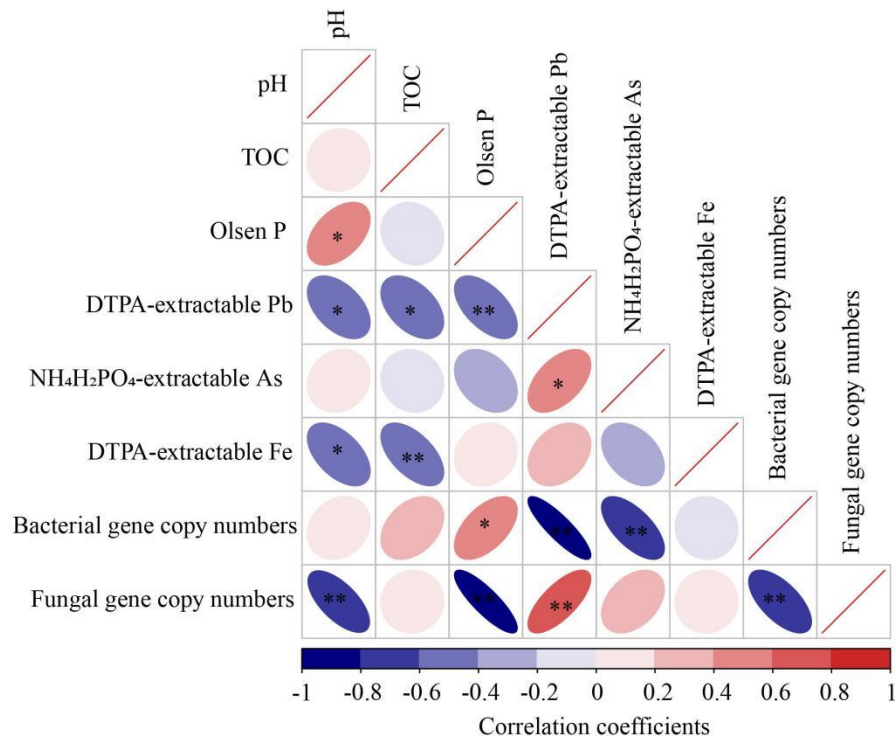 pH
TOC
Olsen P
DTPA-extractable Pb
NH₄H₂PO₄-extractable As
DTPA-extractable Fe
Bacterial gene copy numbers
Fungal gene copy numbers
pH
TOC
Olsen P
*
DTPA-extractable Pb
* * **
NH₄H₂PO₄-extractable As
*
DTPA-extractable Fe
* **
Bacterial gene copy numbers
* ** **
Fungal gene copy numbers
** ** ** **
-1 -0.8 -0.6 -0.4 -0.2 0 0.2 0.4 0.6 0.8 1
Correlation coefficients